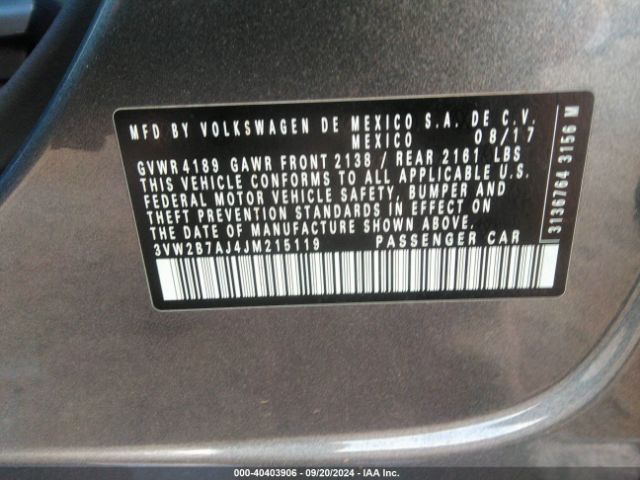 MFD BY VOLKSWAGEN DE MEXICO S.A. DE C.V.
MEXICO 08/17
GVWR 4189 GAWR FRONT 2138 / REAR 2161 LBS
THIS VEHICLE CONFORMS TO ALL APPLICABLE U.S.
FEDERAL MOTOR VEHICLE SAFETY, BUMPER AND
THEFT PREVENTION STANDARDS IN EFFECT ON
THE DATE OF MANUFACTURE SHOWN ABOVE.
3VW2B7AJ4JM215119 PASSENGER CAR
3136764 3156 M
000-40403906 - 09/20/2024 - IAA Inc.